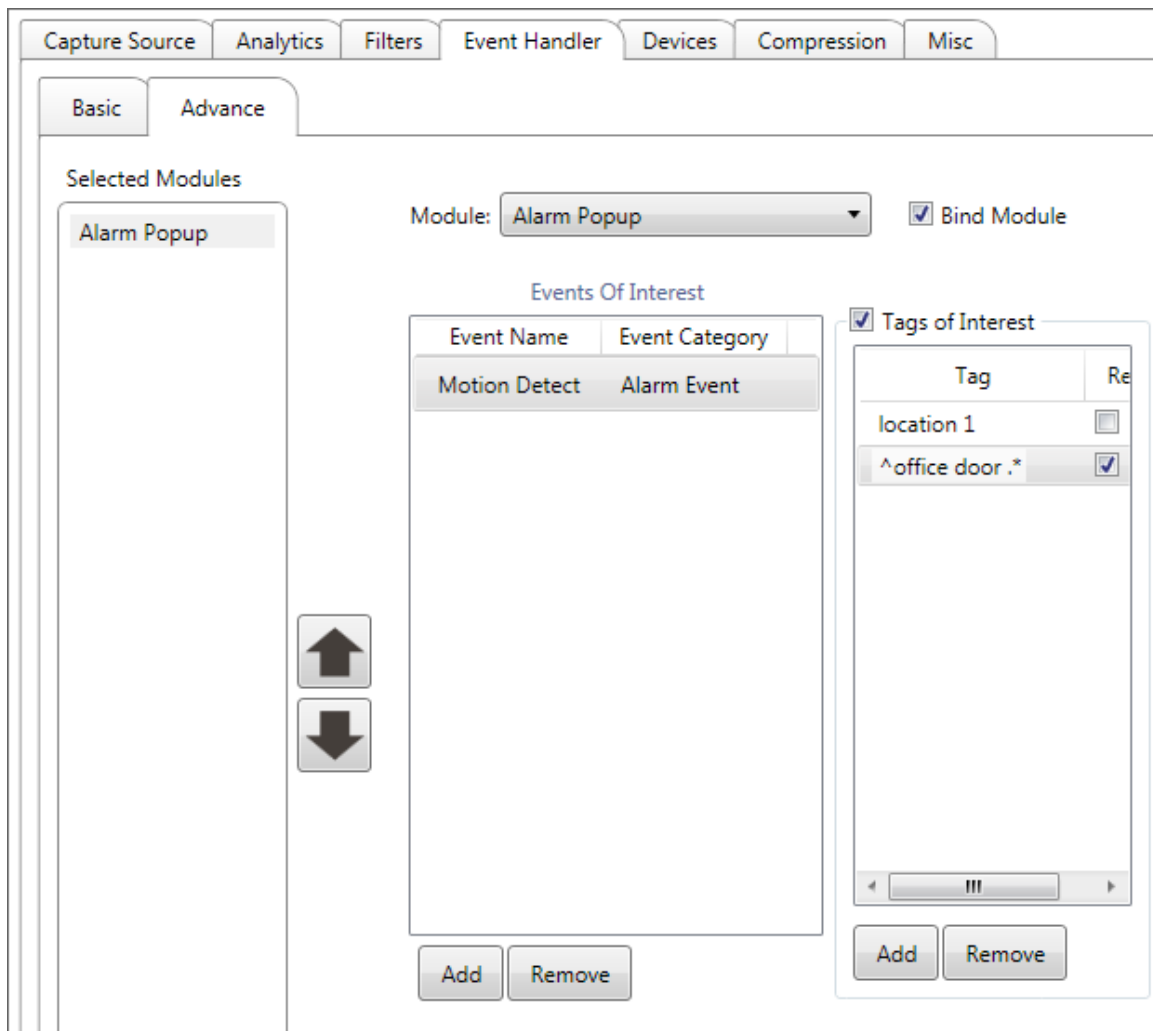 Capture Source Analytics Filters Event Handler Devices Compression Misc
Basic Advance
Selected Modules
Alarm Popup
Module: Alarm Popup Bind Module
Events Of Interest
Event Name Event Category
Motion Detect Alarm Event
Tags of Interest
Tag Re
location 1
^office door .*
Add Remove
Add Remove